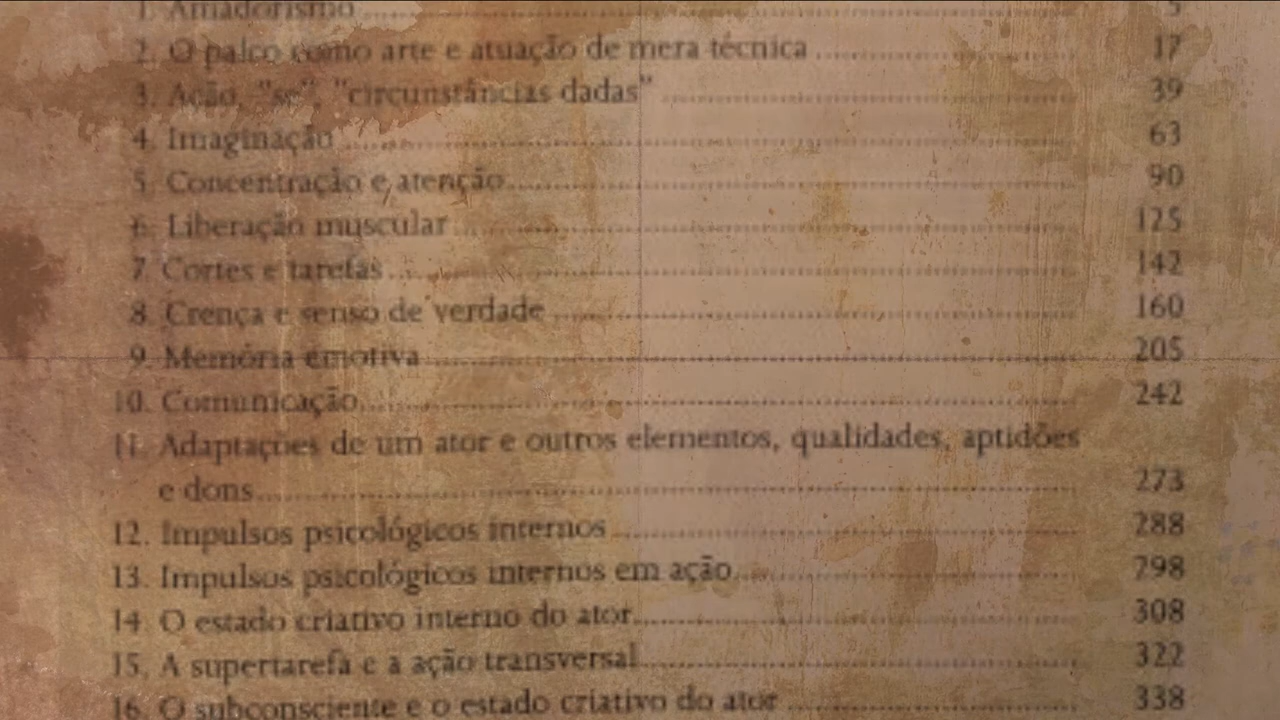 1. Amadorismo 5
2. O palco como arte e atuação de mera técnica 17
3. Ação, "se", "circunstâncias dadas" 39
4. Imaginação 63
5. Concentração e atenção 90
6. Liberação muscular 125
7. Cortes e tarefas 142
8. Crença e senso de verdade 160
9. Memória emotiva 205
10. Comunicação 242
11. Adaptações de um ator e outros elementos, qualidades, aptidões
e dons 273
12. Impulsos psicológicos internos 288
13. Impulsos psicológicos internos em ação 298
14. O estado criativo interno do ator 308
15. A supertarefa e a ação transversal 322
16. O subconsciente e o estado criativo do ator 338